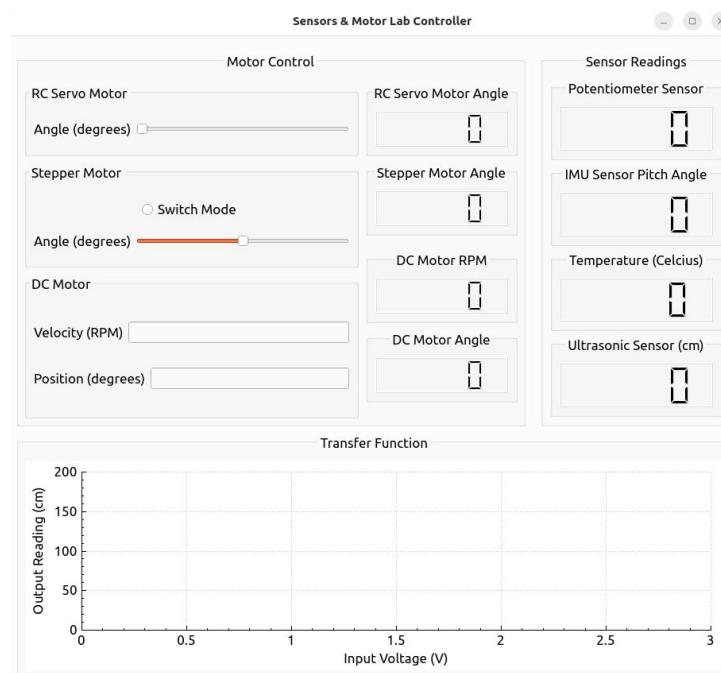 Sensors & Motor Lab Controller
Motor Control
RC Servo Motor
Angle (degrees)
RC Servo Motor Angle
0
Stepper Motor
Switch Mode
Angle (degrees)
Stepper Motor Angle
0
DC Motor
Velocity (RPM)
Position (degrees)
DC Motor RPM
0
DC Motor Angle
0
Sensor Readings
Potentiometer Sensor
0
IMU Sensor Pitch Angle
0
Temperature (Celcius)
0
Ultrasonic Sensor (cm)
0
Transfer Function
Output Reading (cm)
200
150
100
50
0
0 0.5 1 1.5 2 2.5 3
Input Voltage (V)